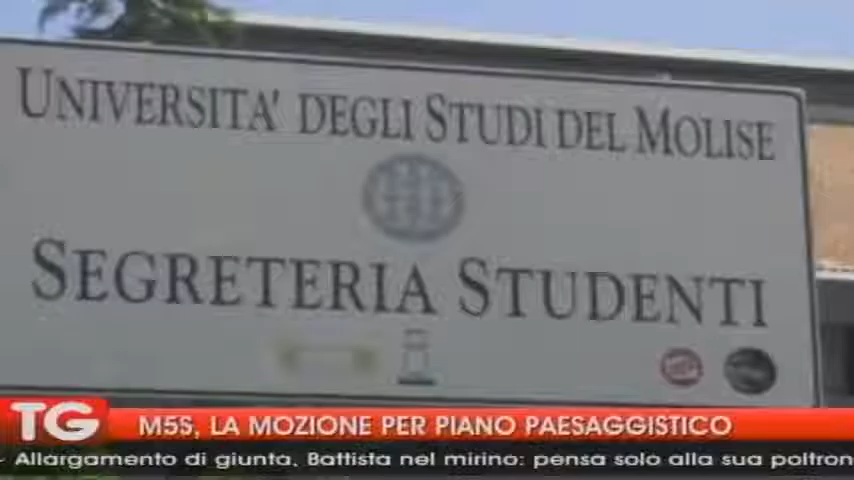 UNIVERSITA' DEGLI STUDI DEL MOLISE
SEGRETERIA STUDENTI
TG
M5S, LA MOZIONE PER PIANO PAESAGGISTICO
- Allargamento di giunta, Battista nel mirino: pensa solo alla sua poltron